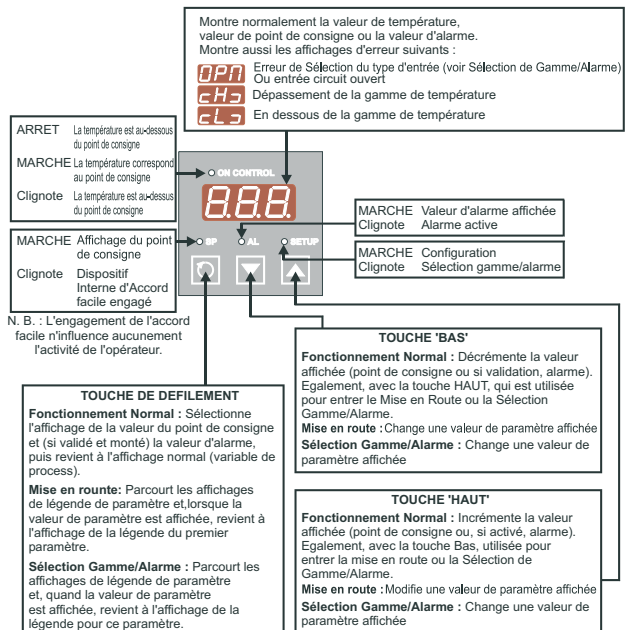 Montre normalement la valeur de température,
valeur de point de consigne ou la valeur d'alarme.
Montre aussi les affichages d'erreur suivants :
OPN Erreur de Sélection du type d'entrée (voir Sélection de Gamme/Alarme)
Ou entrée circuit ouvert
Dépassement de la gamme de température
En dessous de la gamme de température
ARRET La température est au-dessous
du point de consigne
MARCHE La température correspond
au point de consigne
Clignote La température est au-dessus
du point de consigne
ON CONTROL
8.8.8.
SP AL SETUP
MARCHE Valeur d'alarme affichée
Clignote Alarme active
MARCHE Configuration
Clignote Sélection gamme/alarme
MARCHE Affichage du point
de consigne
Clignote Dispositif
Interne d'Accord
facile engagé
N. B. : L'engagement de l'accord
facile n'influence aucunement
l'activité de l'opérateur.
TOUCHE DE DEFILEMENT
Fonctionnement Normal : Sélectionne
l'affichage de la valeur du point de consigne
et (si validé et monté) la valeur d'alarme,
puis revient à l'affichage normal (variable de
process).
Mise en rounte: Parcourt les affichages
de légende de paramètre et,lorsque la
valeur de paramètre est affichée, revient à
l'affichage de la légende du premier
paramètre.
Sélection Gamme/Alarme : Parcourt les
affichages de légende de paramètre
et, quand la valeur de paramètre
est affichée, revient à l'affichage de la
légende pour ce paramètre.
TOUCHE 'BAS'
Fonctionnement Normal : Décrémente la valeur
affichée (point de consigne ou si validation, alarme).
Egalement, avec la touche HAUT, qui est utilisée
pour entrer le Mise en Route ou la Sélection
Gamme/Alarme.
Mise en route : Change une valeur de paramètre affichée
Sélection Gamme/Alarme : Change une valeur de
paramètre affichée
TOUCHE 'HAUT'
Fonctionnement Normal : Incrémente la valeur
affichée (point de consigne ou, si activé, alarme).
Egalement, avec la touche Bas, utilisée pour
entrer la mise en route ou la Sélection de
Gamme/Alarme.
Mise en route : Modifie une valeur de paramètre affichée
Sélection Gamme/Alarme : Change une valeur de
paramètre affichée